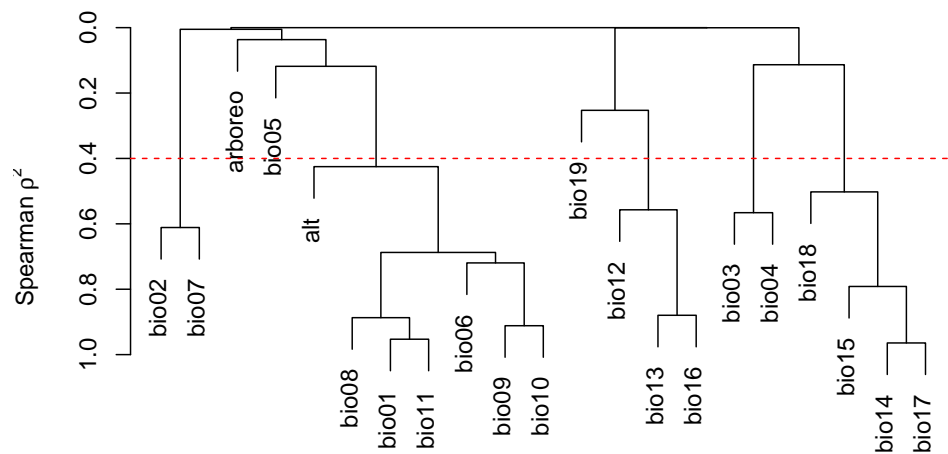 0.0
0.2
0.4
0.6
0.8
1.0
Spearman ρ²
bio02
bio07
arboreo
bio05
alt
bio08
bio01
bio11
bio06
bio09
bio10
bio19
bio12
bio13
bio16
bio03
bio04
bio18
bio15
bio14
bio17